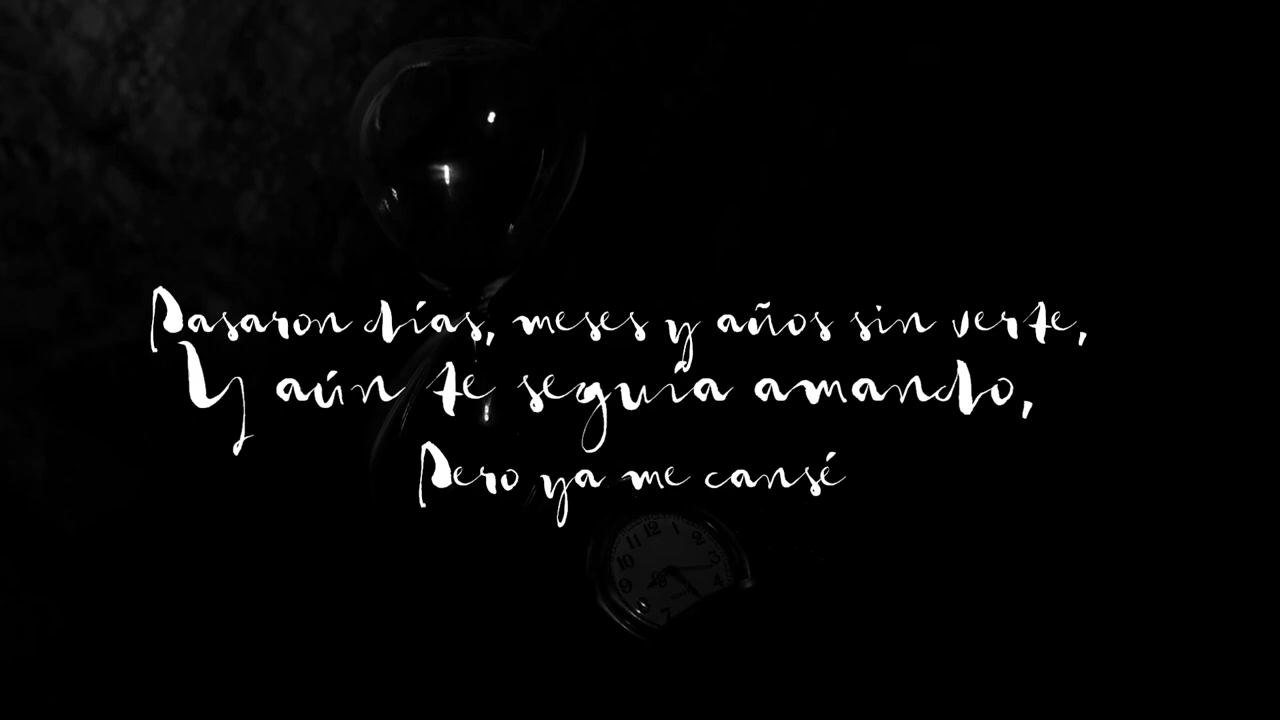 Pasaron días, meses y años sin verte,
Y aún te seguía amando,
Pero ya me cansé